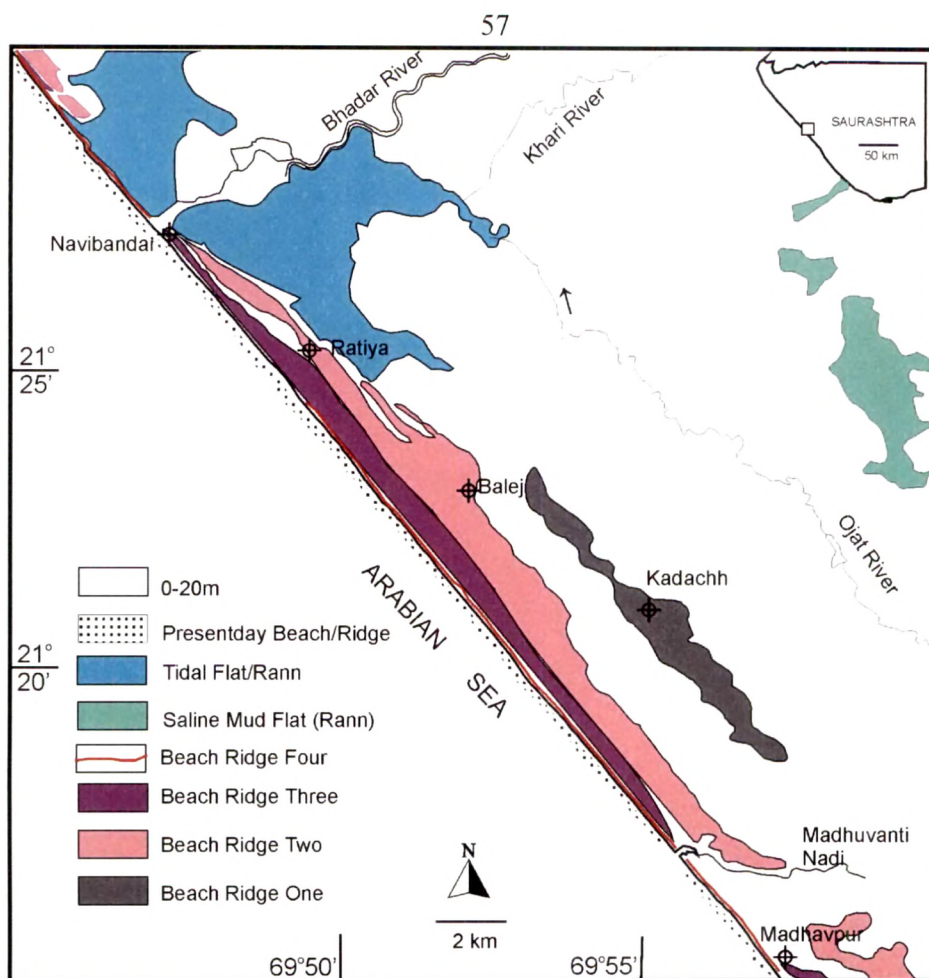 57
Bhadar River
Khari River
SAURASHTRA
50 km
Navibandar
Ratiya
21°
25'
Balej
Kadachh
Ojat River
ARABIAN
SEA
0-20m
Presentday Beach/Ridge
21°
20'
Tidal Flat/Rann
Saline Mud Flat (Rann)
Beach Ridge Four
Beach Ridge Three
Beach Ridge Two
Beach Ridge One
Madhuvanti
Nadi
N
2 km
Madhavpur
69°50'
69°55'